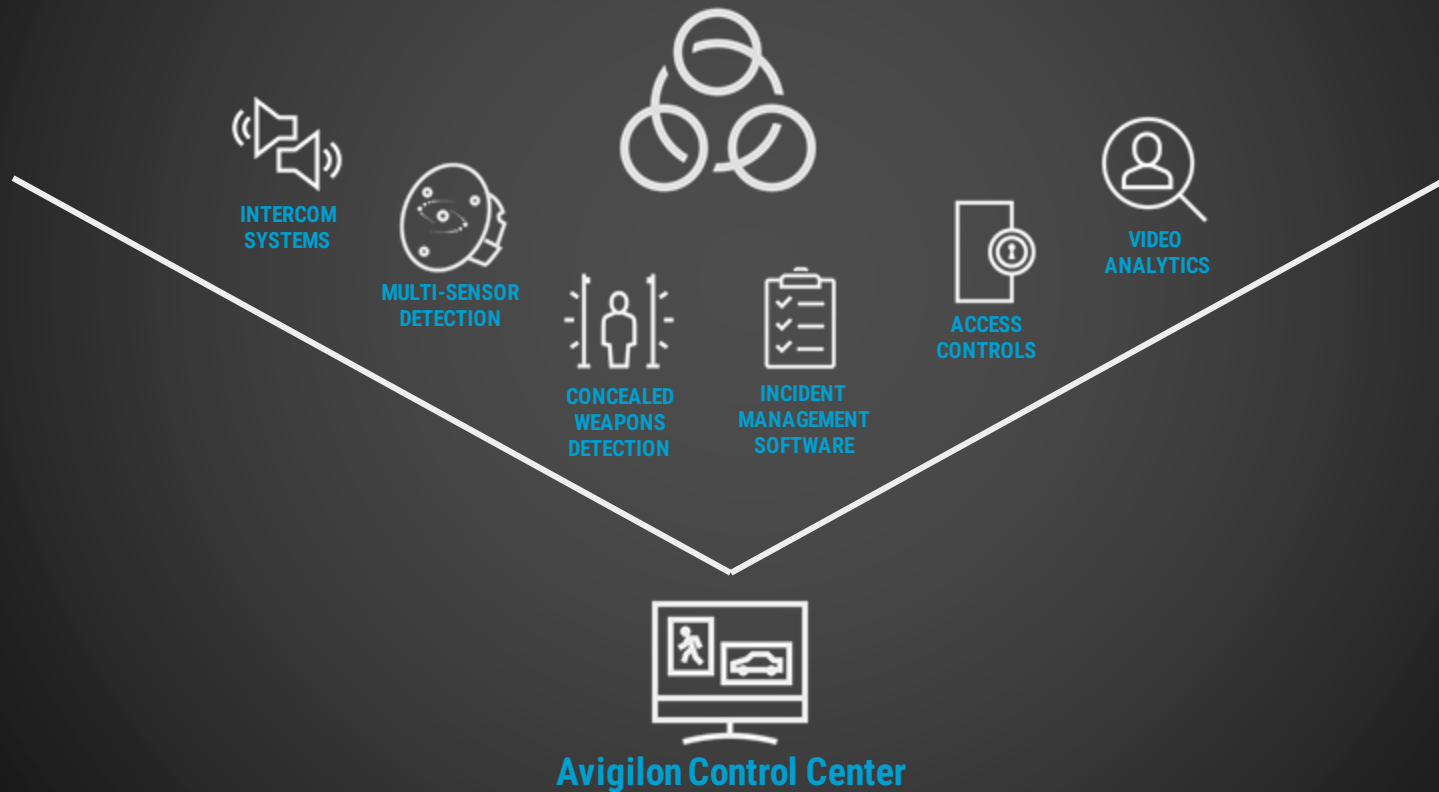 INTERCOM
SYSTEMS
MULTI-SENSOR
DETECTION
CONCEALED
WEAPONS
DETECTION
INCIDENT
MANAGEMENT
SOFTWARE
ACCESS
CONTROLS
VIDEO
ANALYTICS
Avigilon Control Center